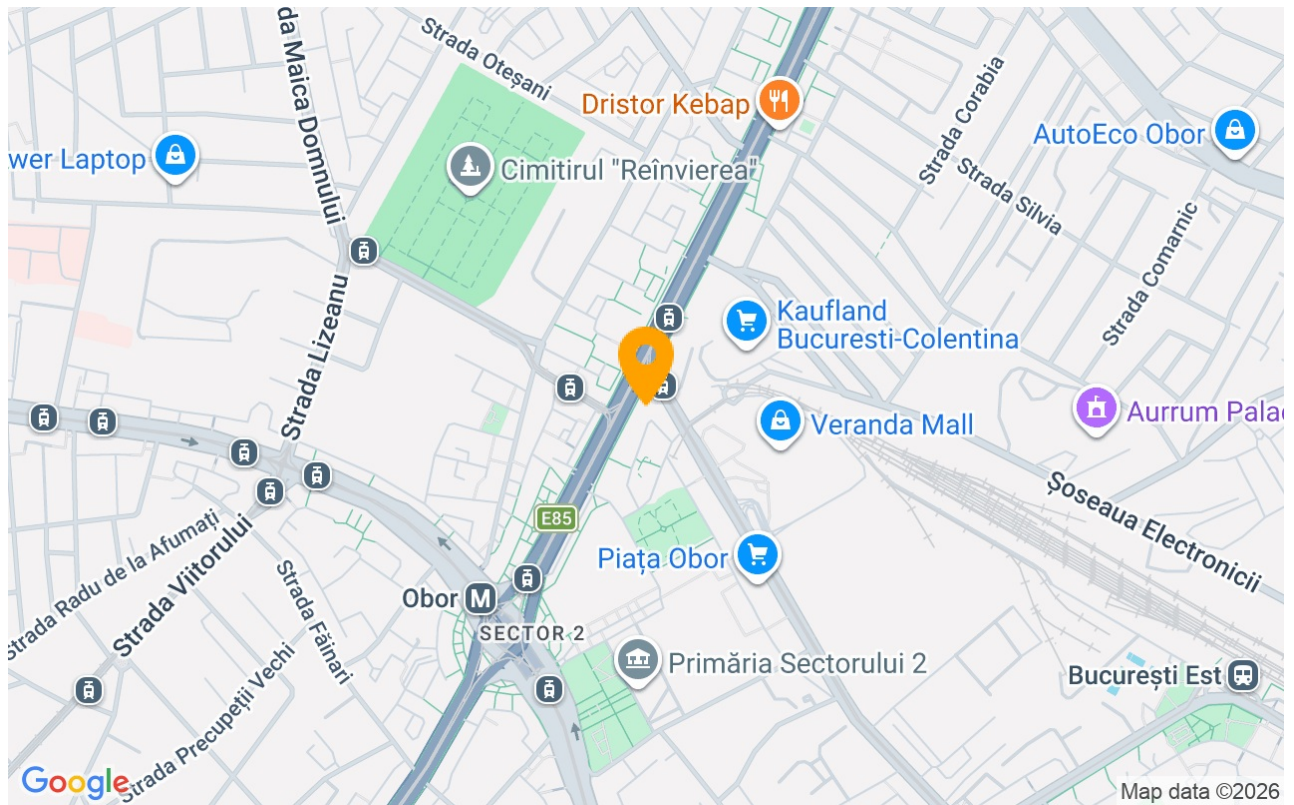 Strada Oteșani
da Maica Domnului
Dristor Kebap
Strada Corabia
AutoEco Obor
wer Laptop
Cimitirul "Reînvierea"
Strada Silvia
Strada Comarnic
Strada Lizeanu
Kaufland
Bucuresti-Colentina
Aurrum Palac
Veranda Mall
Șoseaua Electronicii
E85
Strada Radu de la Afumați
Strada Viitorului
Piața Obor
Strada Făinari
Obor M
SECTOR 2
Primăria Sectorului 2
București Est
Strada Precupeții Vechi
Google
Map data ©2026